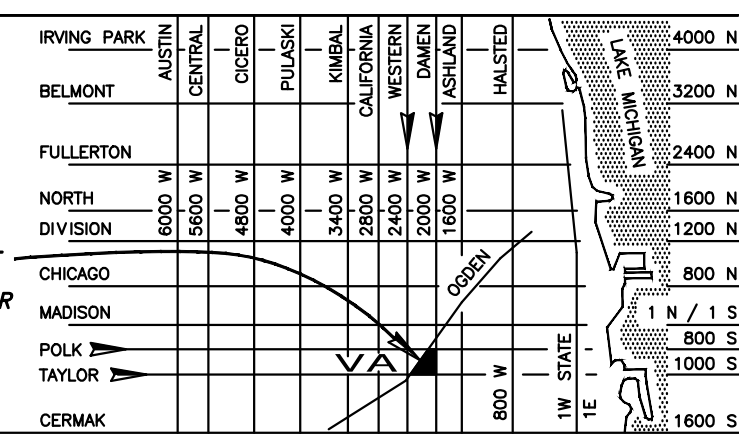 IRVING PARK
BELMONT
FULLERTON
NORTH
DIVISION
CHICAGO
R
MADISON
POLK
TAYLOR
CERMAK
AUSTIN
CENTRAL
CICERO
PULASKI
KIMBAL
CALIFORNIA
WESTERN
DAMEN
ASHLAND
HALSTED
6000 W
5600 W
4800 W
4000 W
3400 W
2800 W
2400 W
2000 W
1600 W
OGDEN
VA
800 W
1W STATE
1E
LAKE MICHIGAN
4000 N
3200 N
2400 N
1600 N
1200 N
800 N
1 N / 1 S
800 S
1000 S
1600 S